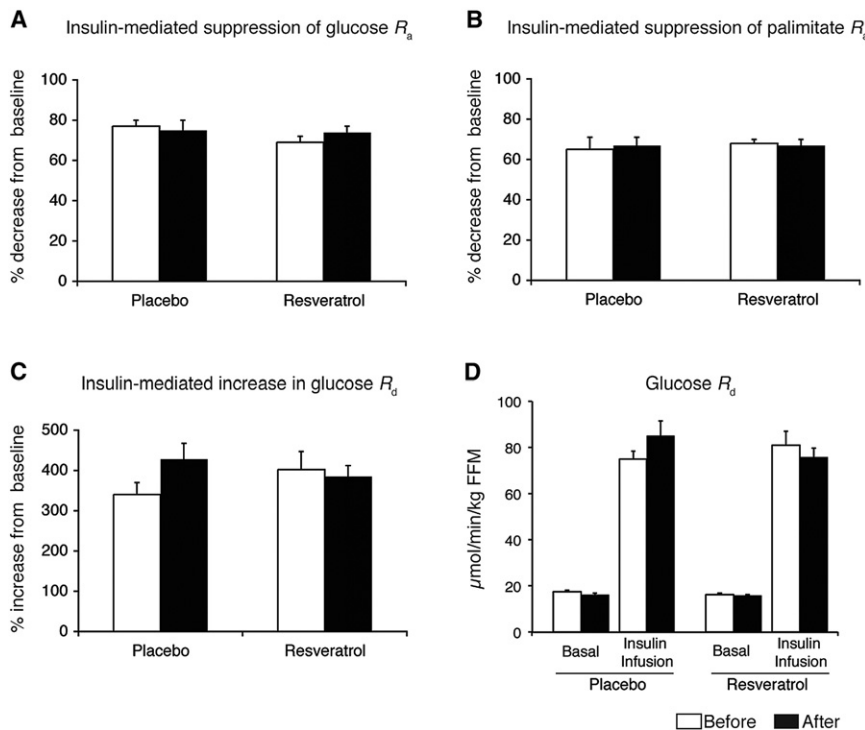 A Insulin-mediated suppression of glucose Ra
% decrease from baseline
100
80
60
40
20
0
Placebo Resveratrol
B Insulin-mediated suppression of palimitate Ra
% decrease from baseline
100
80
60
40
20
0
Placebo Resveratrol
C Insulin-mediated increase in glucose Rd
% increase from baseline
500
400
300
200
100
0
Placebo Resveratrol
D Glucose Rd
µmol/min/kg FFM
100
80
60
40
20
0
Basal Insulin Basal Insulin
Infusion Infusion
Placebo Resveratrol
Before After